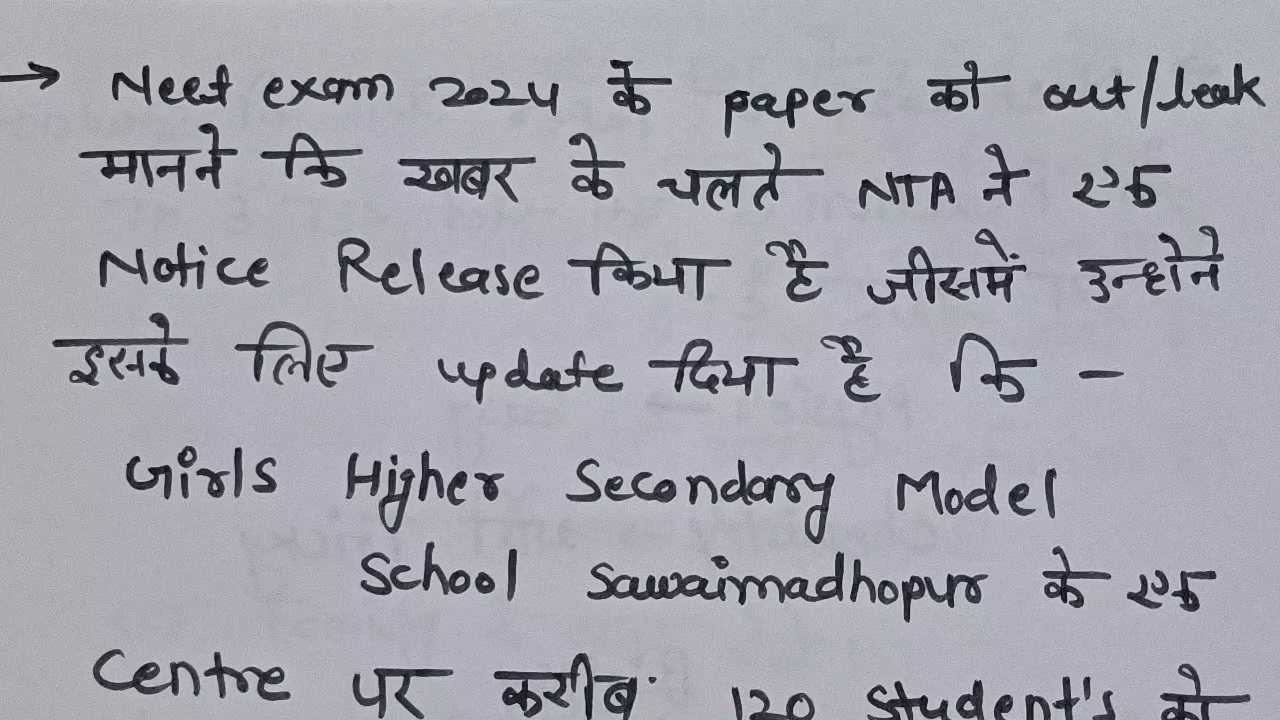 → Neet exam 2024 के paper को out/leak
मानने कि खबर के चलते NTA ने एक
Notice Release किया है जीसमें उन्होने
इसके लिए update दिया है कि -
Girls Higher Secondary Model
School Sawaimadhopur के एक
Centre पर करीब 120 Student's को